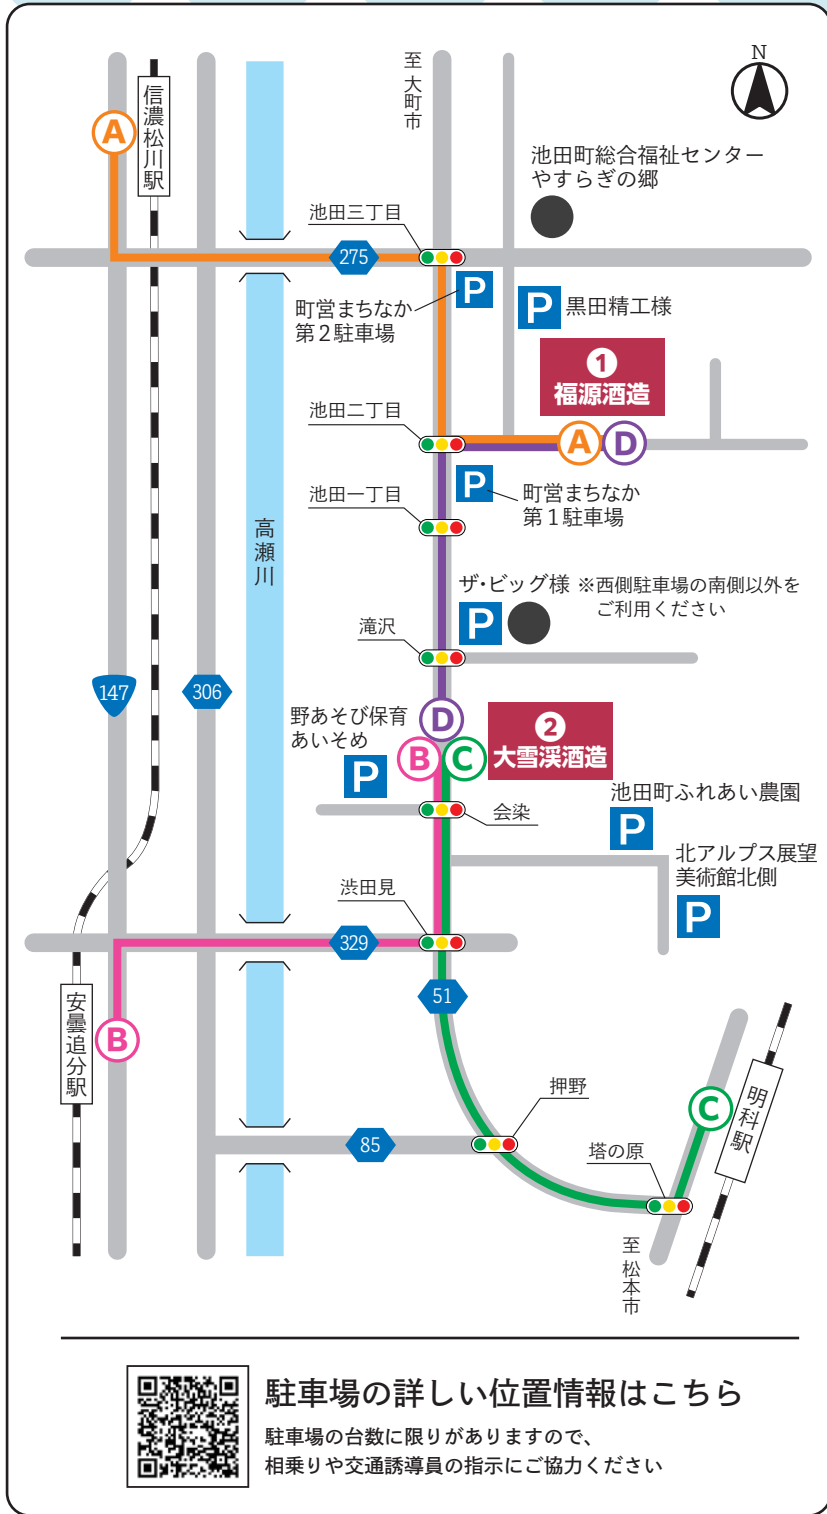 N
至 大町市
信濃松川駅
A
池田町総合福祉センター
やすらぎの郷
池田三丁目
275
P
町営まちなか
第2駐車場
P
黒田精工様
1
福源酒造
池田二丁目
A
D
P
町営まちなか
第1駐車場
池田一丁目
高瀬川
ザ・ビッグ様
※西側駐車場の南側以外を
ご利用ください
P
滝沢
147
306
野あそび保育
あいそめ
P
D
B
C
2
大雪渓酒造
会染
池田町ふれあい農園
P
北アルプス展望
美術館北側
P
渋田見
329
51
安曇追分駅
B
押野
85
C
明科駅
塔の原
至 松本市
駐車場の詳しい位置情報はこちら
駐車場の台数に限りがありますので、
相乗りや交通誘導員の指示にご協力ください